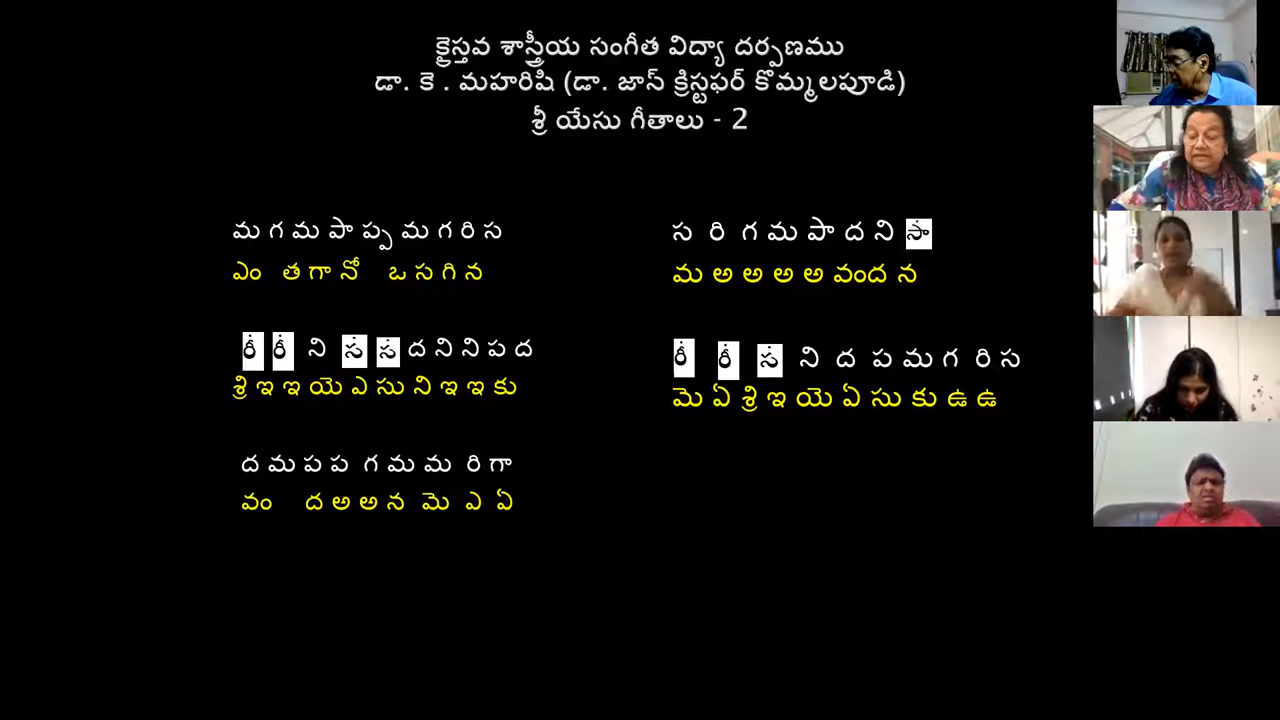 క్రైస్తవ శాస్త్రీయ సంగీత విద్యా దర్పణము
డా. కె . మహరిషి (డా. జాస్ క్రిస్టఫర్ కొమ్మలపూడి)
శ్రీ యేసు గీతాలు - 2
మ గ మ పా ప్ప మ గ రి స
ఎం త గా నో ఒ స గి న
రీ̇ రీ̇ ని స̇ స̇ ద ని ని ప ద
శ్రి ఇ ఇ యె ఎ సు ని ఇ ఇ కు
ద మ ప ప గ మ మ రి గా
వం ద అ అ న మె ఎ ఏ
స రి గ మ పా ద ని సా̇
మ అ అ అ అ వంద న
రీ̇ రీ̇ స̇ ని ద ప మ గ రి స
మె ఏ శ్రి ఇ యె ఏ సు కు ఉ ఉ